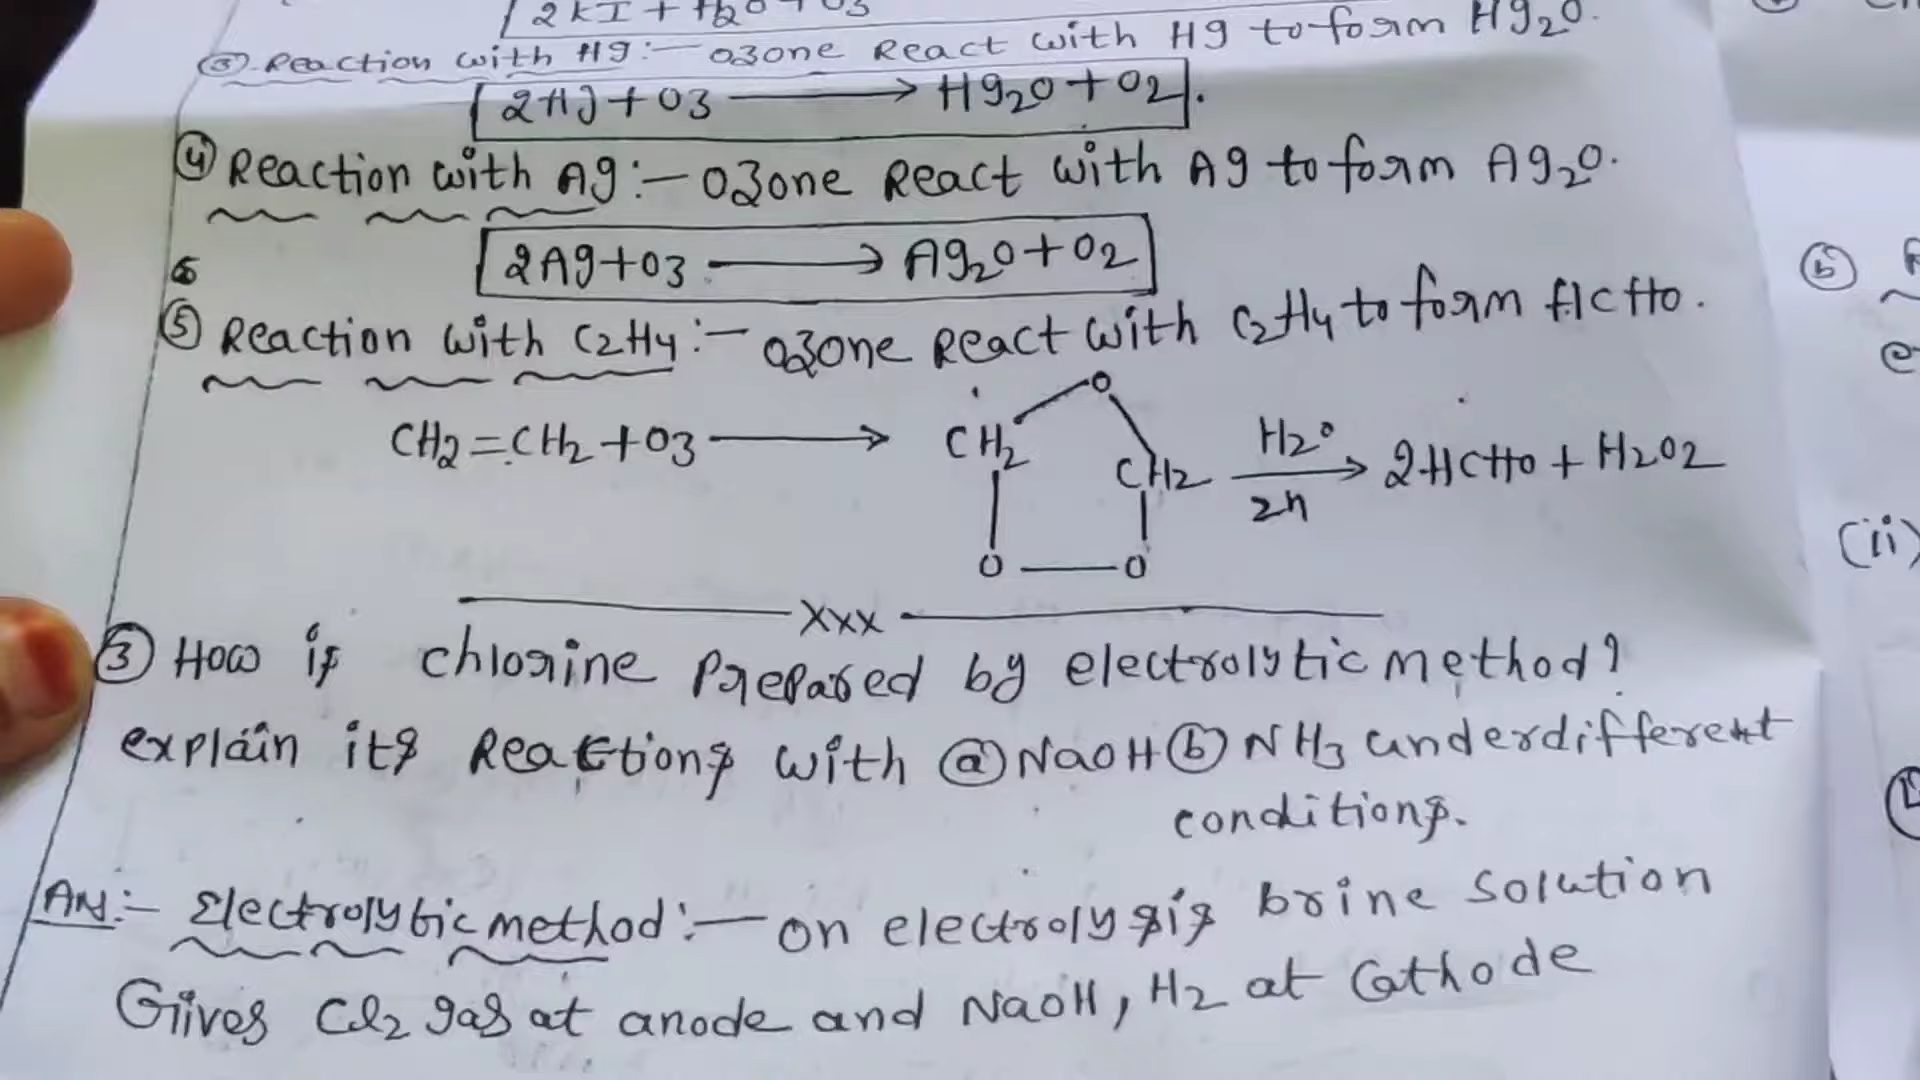 2KI + H2O + O3
③ Reaction with Hg:- Ozone React with Hg to form Hg2O.
2Hg + O3 ⟶ Hg2O + O2.
④ Reaction with Ag:- Ozone React with Ag to form Ag2O.
2Ag + O3 ⟶ Ag2O + O2
⑤ Reaction with C2H4:- Ozone React with C2H4 to form HCHO.
O
CH2=CH2 + O3 ⟶ CH2 CH2 H2O ⟶ 2HCHO + H2O2
Zn
O — O
XXX
③ How is chlorine Prepared by electrolytic method?
explain its Reactions with ⓐ NaOH ⓑ NH3 under different
conditions.
Ans:- Electrolytic method:- on electrolysis brine solution
Gives Cl2 gas at anode and NaOH, H2 at Cathode
ⓑ
(ii)